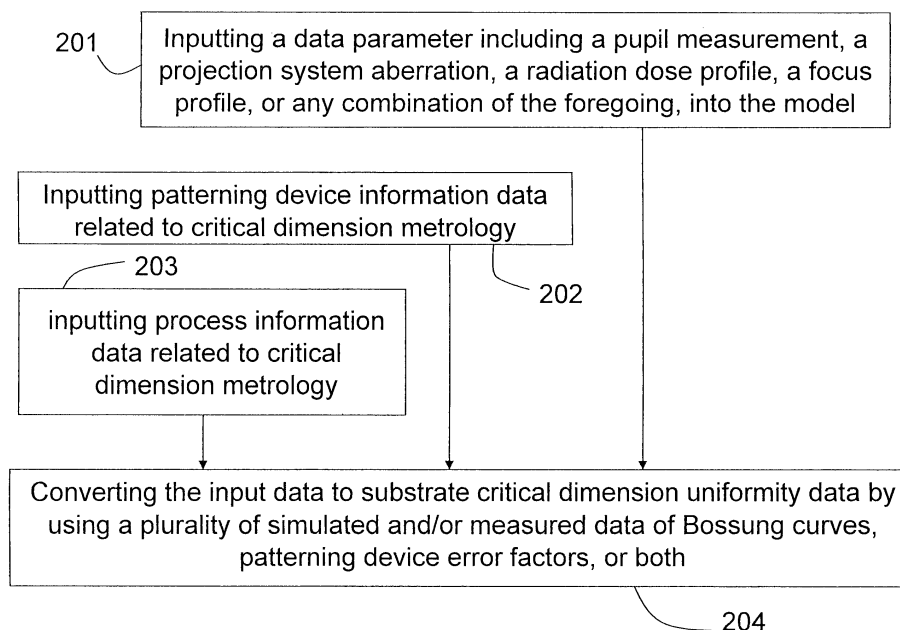 201
Inputting a data parameter including a pupil measurement, a
projection system aberration, a radiation dose profile, a focus
profile, or any combination of the foregoing, into the model
Inputting patterning device information data
related to critical dimension metrology
202
203
inputting process information
data related to critical
dimension metrology
Converting the input data to substrate critical dimension uniformity data by
using a plurality of simulated and/or measured data of Bossung curves,
patterning device error factors, or both
204